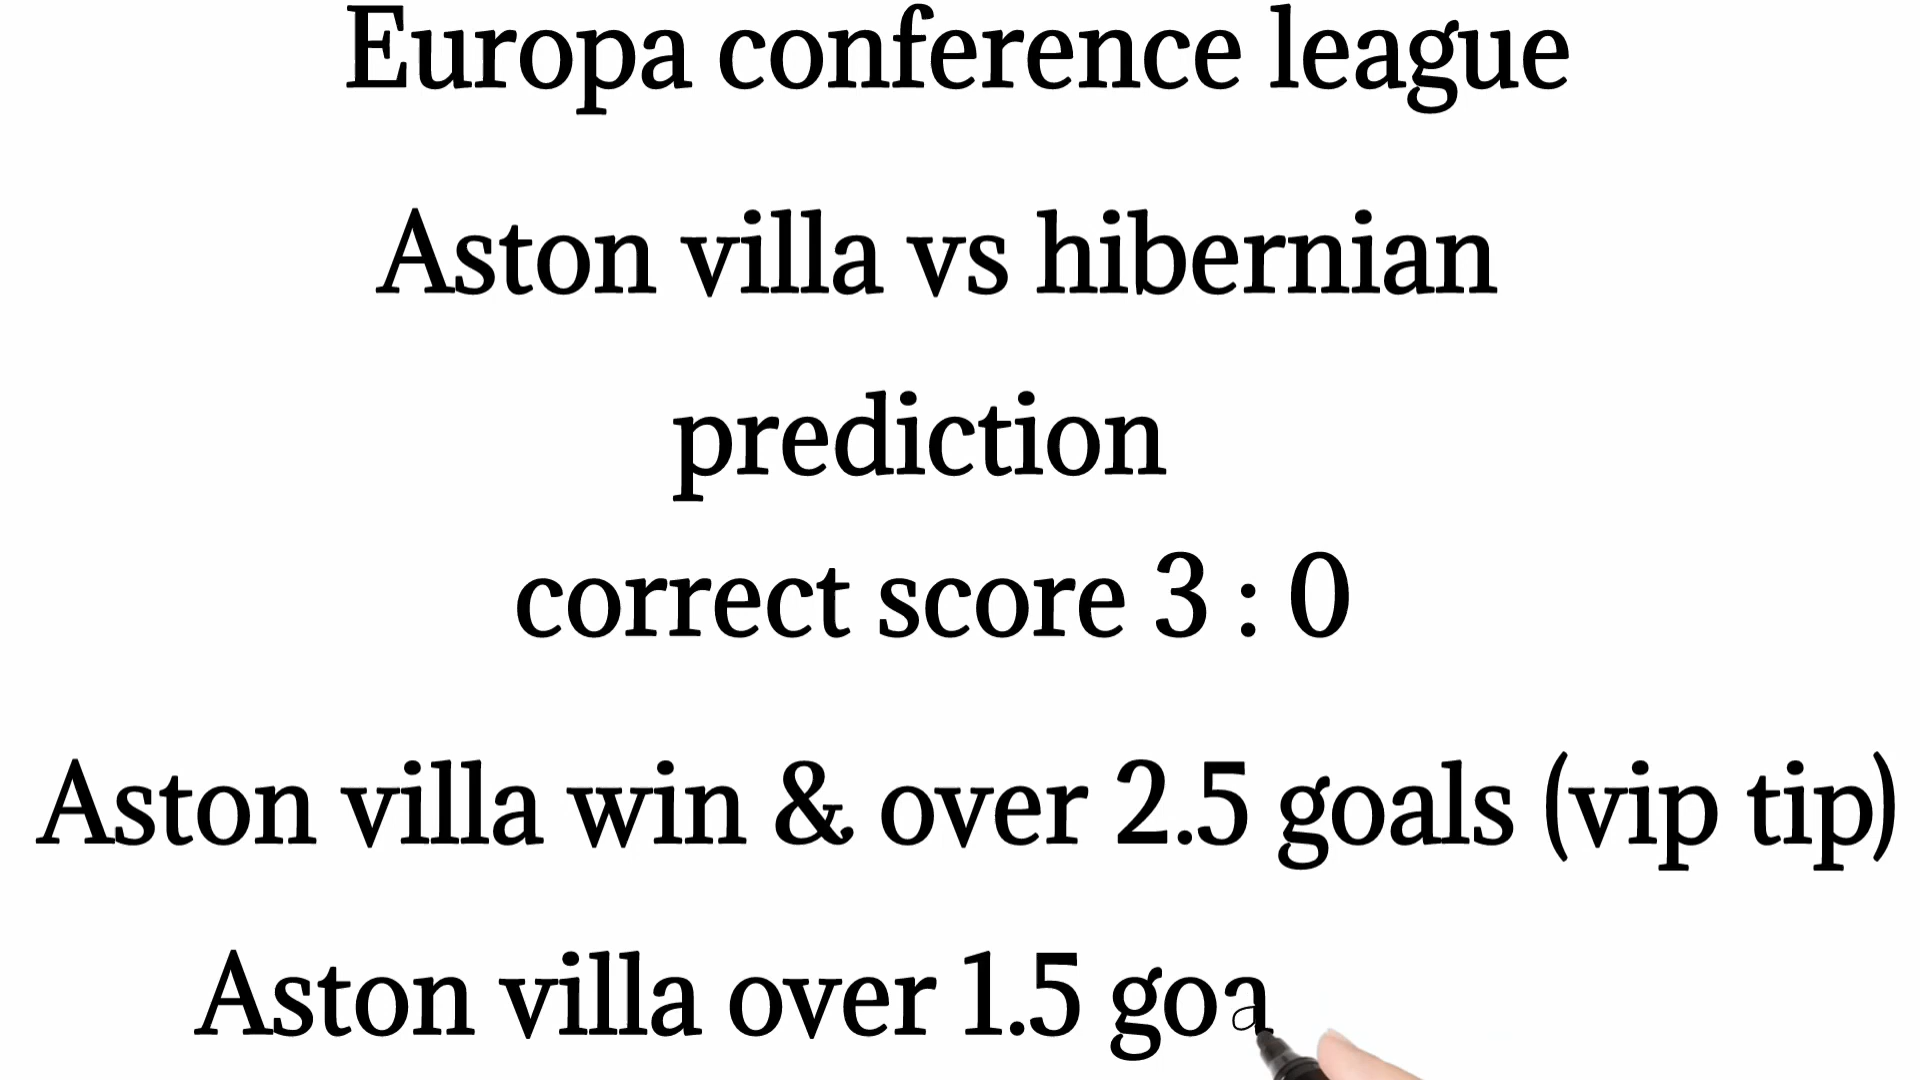 Europa conference league
Aston villa vs hibernian
prediction
correct score 3 : 0
Aston villa win & over 2.5 goals (vip tip)
Aston villa over 1.5 goa